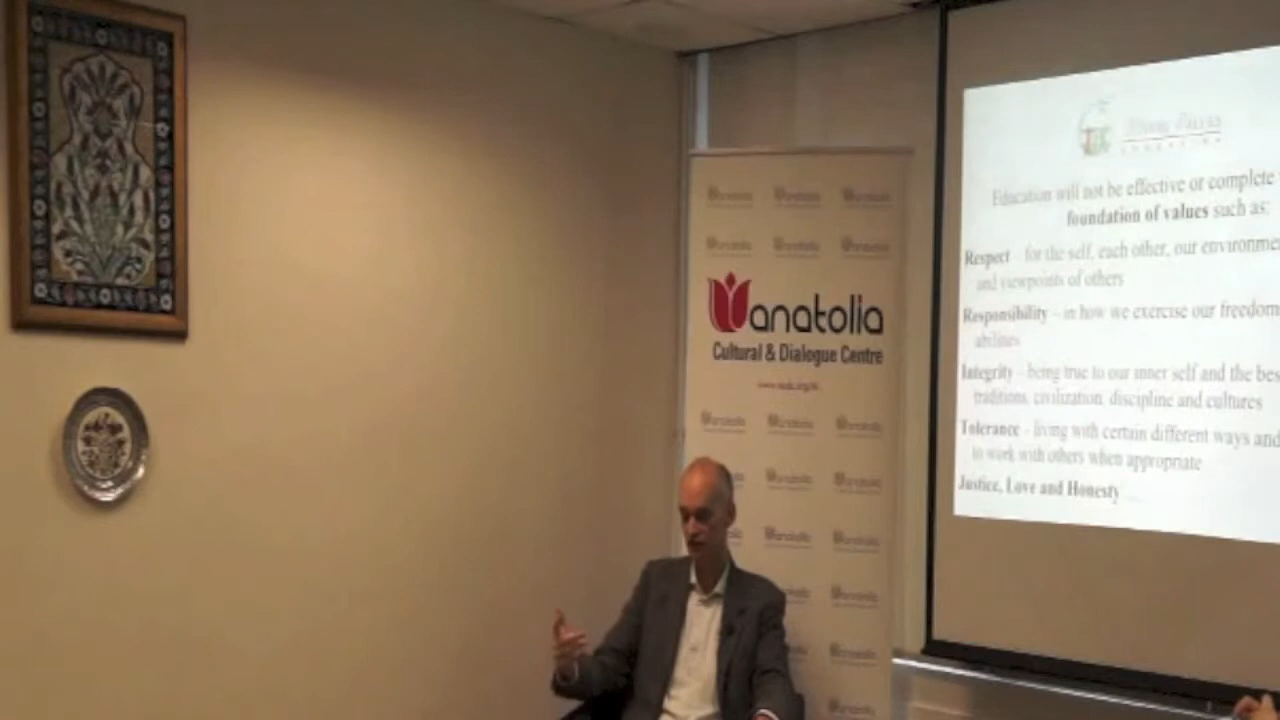 anatolia
Cultural & Dialogue Centre
Education will not be effective or complete
foundation of values such as:
Respect – for the self, each other, our environme
and viewpoints of others
Responsibility – in how we exercise our freedom
abilities
Integrity – being true to our inner self and the bes
traditions, civilization, discipline and cultures
Tolerance - living with certain different ways and
to work with others when appropriate
Justice, Love and Honesty